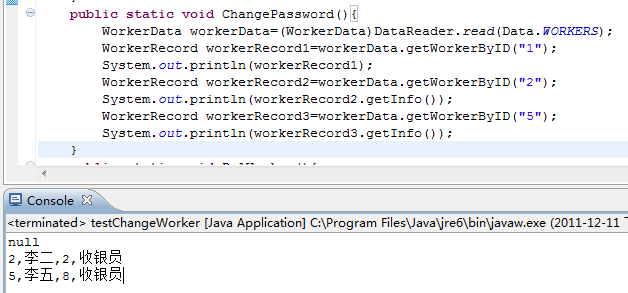 public static void ChangePassword(){
WorkerData workerData=(WorkerData)DataReader.read(Data.WORKERS);
WorkerRecord workerRecord1=workerData.getWorkerByID("1");
System.out.println(workerRecord1);
WorkerRecord workerRecord2=workerData.getWorkerByID("2");
System.out.println(workerRecord2.getInfo());
WorkerRecord workerRecord3=workerData.getWorkerByID("5");
System.out.println(workerRecord3.getInfo());
}
Console
<terminated> testChangeWorker [Java Application] C:\Program Files\Java\jre6\bin\javaw.exe (2011-12-11
null
2,李二,2,收银员
5,李五,8,收银员